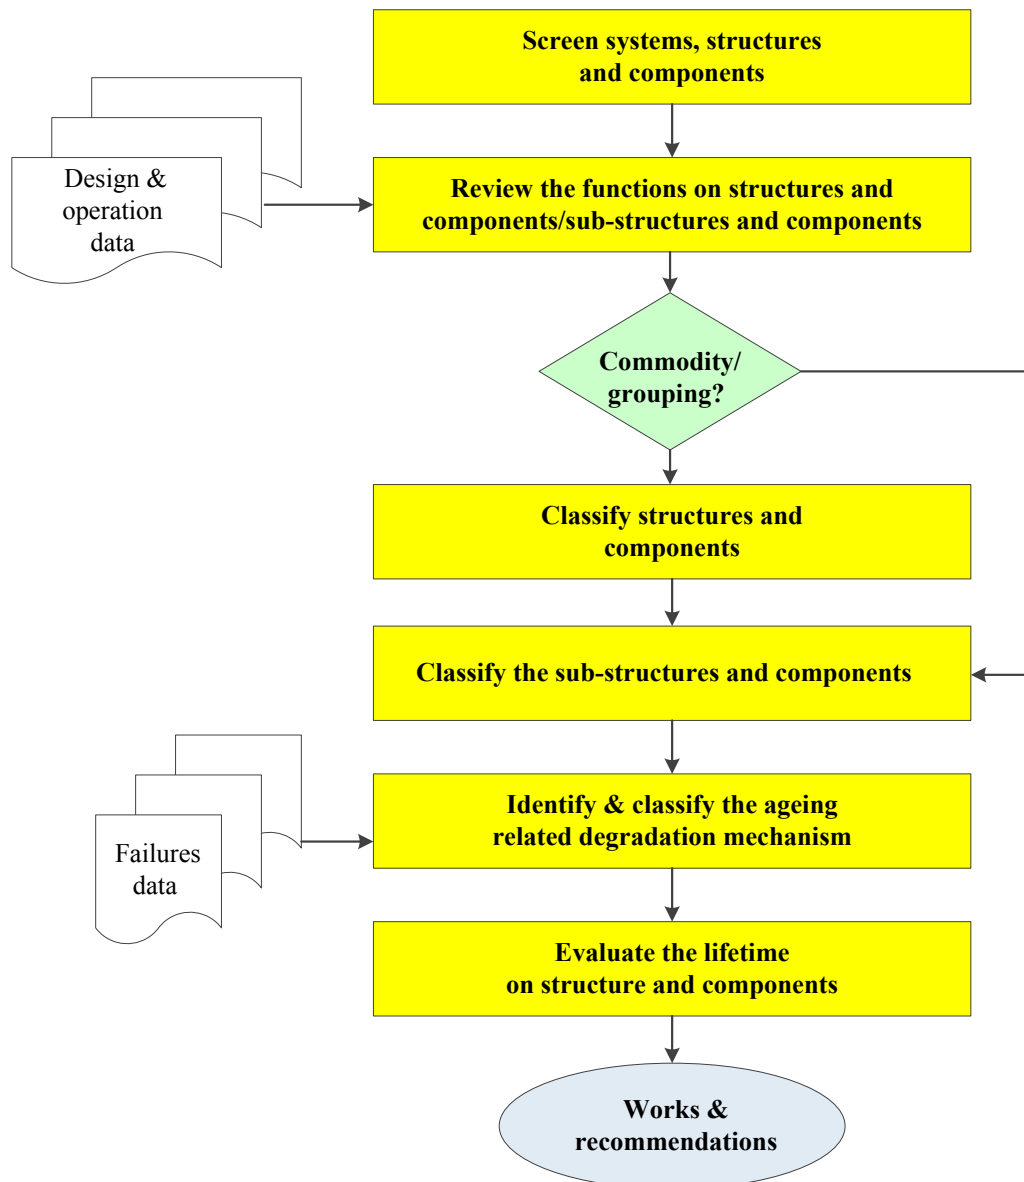 Screen systems, structures
and components
Design &
operation
data
Review the functions on structures and
components/sub-structures and components
Commodity/
grouping?
Classify structures and
components
Classify the sub-structures and components
Failures
data
Identify & classify the ageing
related degradation mechanism
Evaluate the lifetime
on structure and components
Works &
recommendations